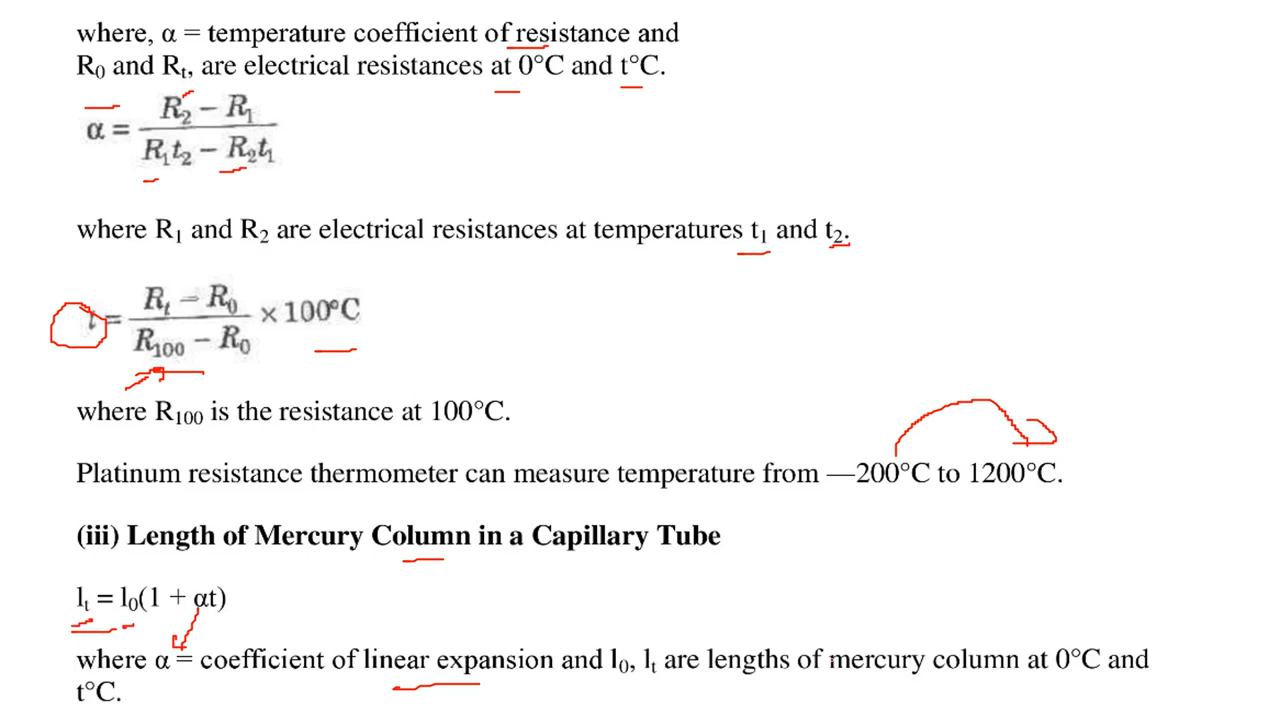 where, α = temperature coefficient of resistance and
R₀ and Rₜ, are electrical resistances at 0°C and t°C.
α = (R₂ − R₁) / (R₁t₂ − R₂t₁)
where R₁ and R₂ are electrical resistances at temperatures t₁ and t₂.
t = (Rₜ − R₀) / (R₁₀₀ − R₀) × 100°C
where R₁₀₀ is the resistance at 100°C.
Platinum resistance thermometer can measure temperature from —200°C to 1200°C.
(iii) Length of Mercury Column in a Capillary Tube
lₜ = l₀(1 + αt)
where α = coefficient of linear expansion and l₀, lₜ are lengths of mercury column at 0°C and
t°C.